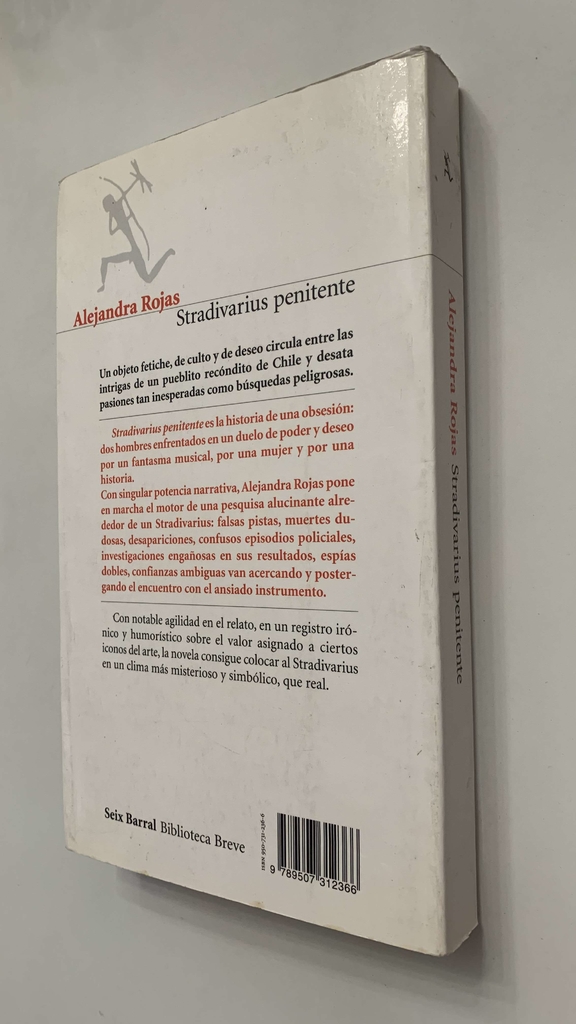 Alejandra Rojas
Stradivarius penitente
Un objeto fetiche, de culto y de deseo circula entre las
intrigas de un pueblito recóndito de Chile y desata
pasiones tan inesperadas como búsquedas peligrosas.
Stradivarius penitente es la historia de una obsesión:
dos hombres enfrentados en un duelo de poder y deseo
por un fantasma musical, por una mujer y por una
historia.
Con singular potencia narrativa, Alejandra Rojas pone
en marcha el motor de una pesquisa alucinante alre-
dedor de un Stradivarius: falsas pistas, muertes du-
dosas, desapariciones, confusos episodios policiales,
investigaciones engañosas en sus resultados, espías
dobles, confianzas ambiguas van acercando y poster-
gando el encuentro con el ansiado instrumento.
Con notable agilidad en el relato, en un registro iró-
nico y humorístico sobre el valor asignado a ciertos
iconos del arte, la novela consigue colocar al Stradivarius
en un clima más misterioso y simbólico, que real.
Seix Barral Biblioteca Breve
ISBN 950-731-236-6
9 789507 312366
Alejandra Rojas Stradivarius penitente